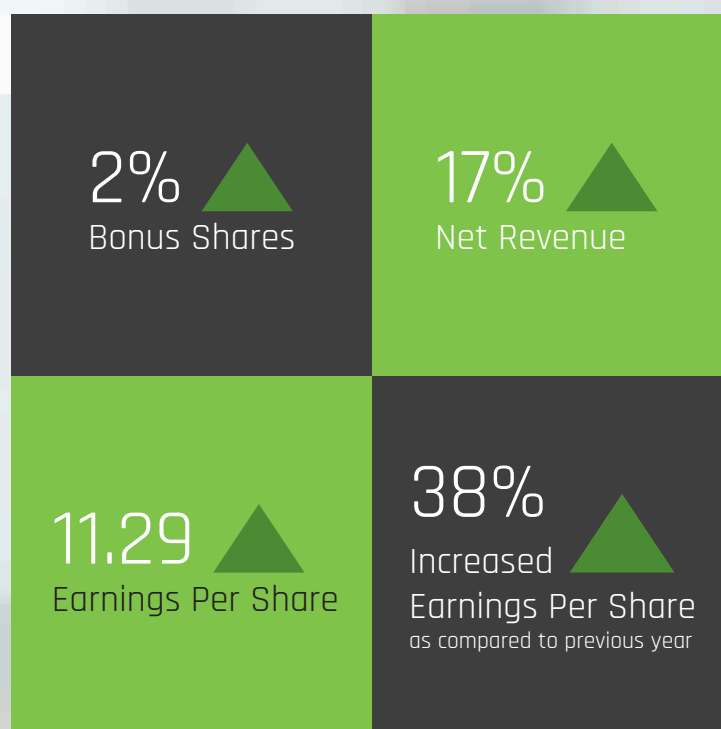 2%
Bonus Shares
17%
Net Revenue
11.29
Earnings Per Share
38%
Increased
Earnings Per Share
as compared to previous year